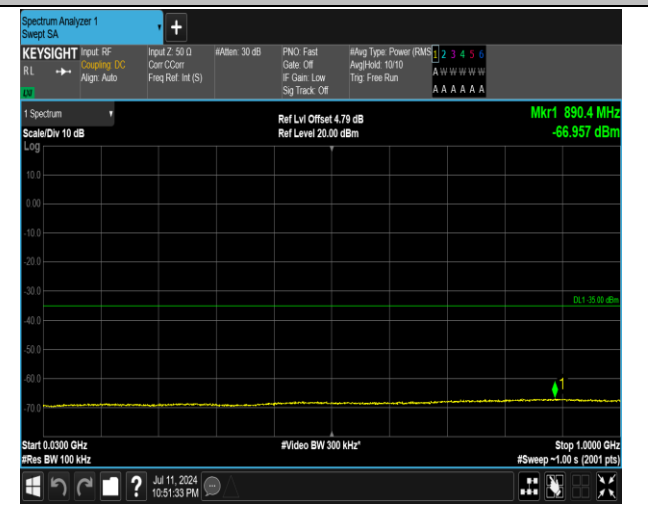 Spectrum Analyzer 1
Swept SA
+
KEYSIGHT Input: RF Input Z: 50 Ω #Atten: 30 dB PNO: Fast #Avg Type: Power (RMS 1 2 3 4 5 6
RL Coupling: DC Corr CCorr Gate: Off Avg|Hold: 10/10 A W W W W W
Align: Auto Freq Ref: Int (S) IF Gain: Low Trig: Free Run
Sig Track: Off A A A A A A
1 Spectrum
Scale/Div 10 dB
Ref Lvl Offset 4.79 dB
Ref Level 20.00 dBm
Mkr1 890.4 MHz
-66.957 dBm
Log
10.0
0.00
-10.0
-20.0
-30.0
DL1 -35.00 dBm
-40.0
-50.0
-60.0
1
-70.0
Start 0.0300 GHz #Video BW 300 kHz* Stop 1.0000 GHz
#Res BW 100 kHz #Sweep ~1.00 s (2001 pts)
? Jul 11, 2024
10:51:33 PM